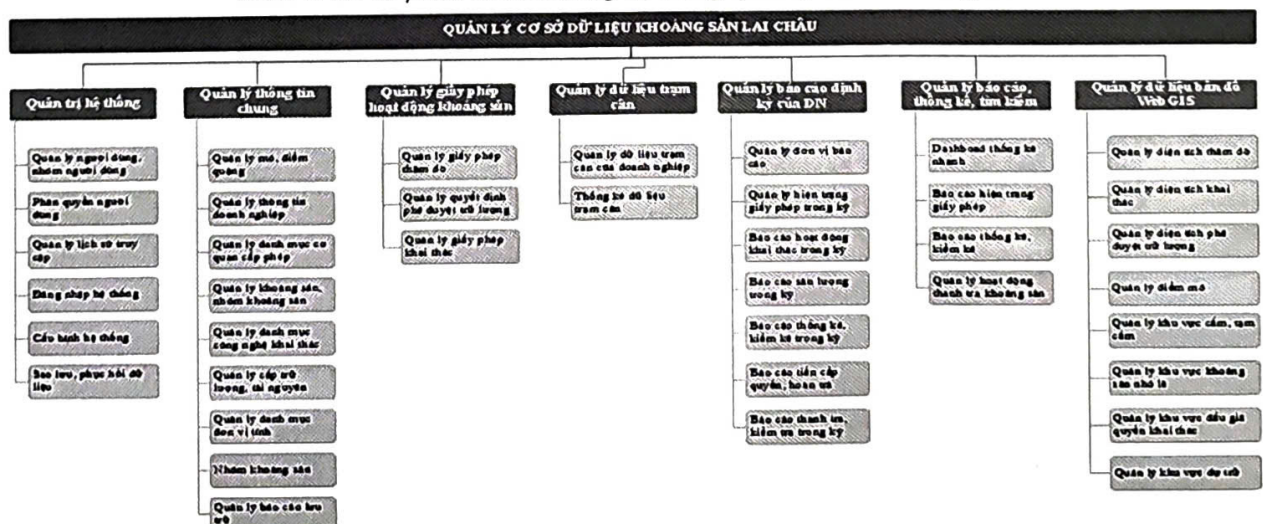 QUẢN LÝ CƠ SỞ DỮ LIỆU KHOÁNG SẢN LAI CHÂU
Quản trị hệ thống
Quản lý người dùng,
nhóm người dùng
Phân quyền người
dùng
Quản lý lịch sử truy
cập
Đăng nhập hệ thống
Cấu hình hệ thống
Sao lưu, phục hồi dữ
liệu
Quản lý thông tin
chung
Quản lý mỏ, điểm
quặng
Quản lý thông tin
doanh nghiệp
Quản lý danh mục cơ
quan cấp phép
Quản lý khoáng sản,
nhóm khoáng sản
Quản lý danh mục
công nghệ khai thác
Quản lý cấp trữ
lượng, tài nguyên
Quản lý danh mục
đơn vị tính
Nhóm khoáng sản
Quản lý báo cáo lưu
trữ
Quản lý giấy phép
hoạt động khoáng sản
Quản lý giấy phép
thăm dò
Quản lý quyết định
phê duyệt trữ lượng
Quản lý giấy phép
khai thác
Quản lý dữ liệu trạm
cân
Quản lý dữ liệu trạm
cân của doanh nghiệp
Thống kê dữ liệu
trạm cân
Quản lý báo cáo định
kỳ của DN
Quản lý đơn vị báo
cáo
Quản lý hiện trạng
giấy phép trong kỳ
Báo cáo hoạt động
khai thác trong kỳ
Báo cáo sản lượng
trong kỳ
Báo cáo thống kê,
kiểm kê trong kỳ
Báo cáo tiền cấp
quyền, hoàn trả
Báo cáo thanh tra,
kiểm tra trong kỳ
Quản lý báo cáo,
thống kê, tìm kiếm
Dashboad thống kê
nhanh
Báo cáo hiện trạng
giấy phép
Báo cáo thống kê,
kiểm kê
Quản lý hoạt động
thanh tra khoáng sản
Quản lý dữ liệu bản đồ
Web GIS
Quản lý diện tích thăm dò
Quản lý diện tích khai
thác
Quản lý diện tích phê
duyệt trữ lượng
Quản lý điểm mỏ
Quản lý khu vực cấm, tạm
cấm
Quản lý khu vực khoáng
sản nhỏ lẻ
Quản lý khu vực đấu giá
quyền khai thác
Quản lý khu vực dự trữ